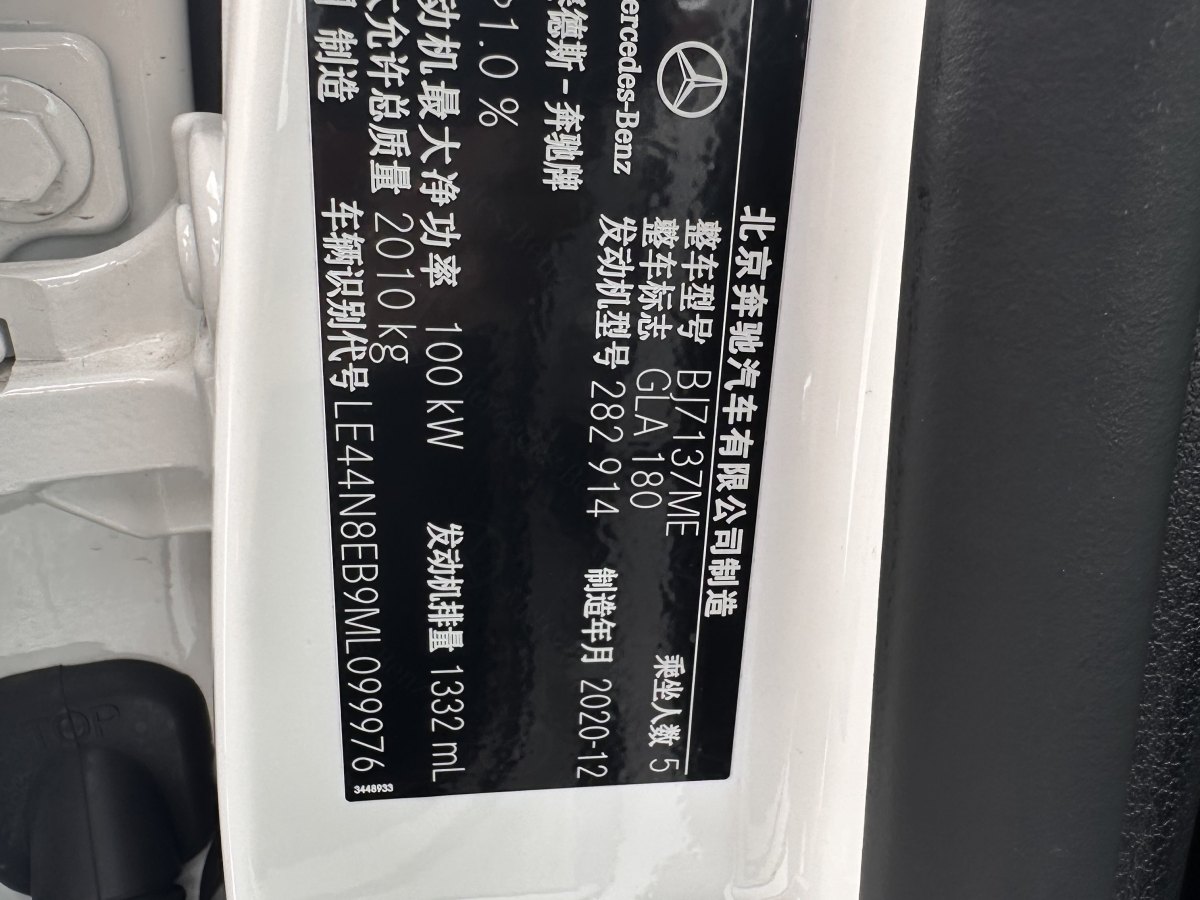 北京奔驰汽车有限公司制造
整车型号 BJ7137ME 乘坐人数 5
整车标志 GLA 180
ercedes-Benz
发动机型号 282 914 制造年月 2020-12
德斯-奔驰牌
1.0 %
动机最大净功率 100 kW 发动机排量 1332 mL
大允许总质量 2010 kg
制造 车辆识别代号 LE44N8EB9ML099976
3448933
TOP